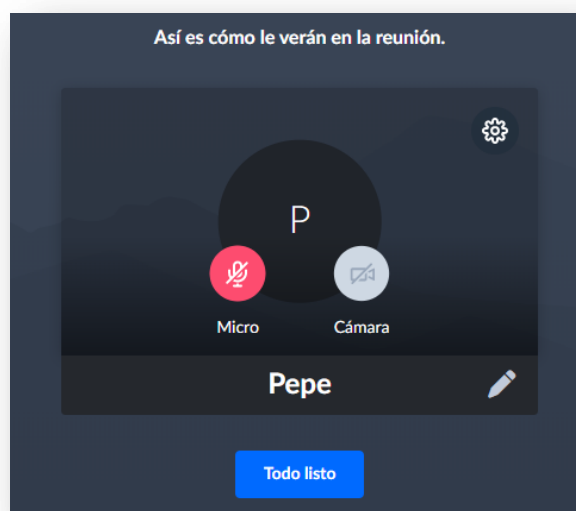 Así es cómo le verán en la reunión.
P
Micro Cámara
Pepe
Todo listo